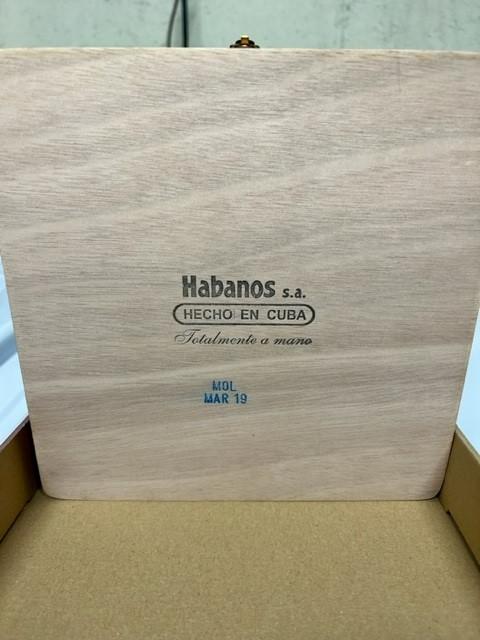 Habanos s.a.
HECHO EN CUBA
Totalmente a mano
MOL
MAR 19